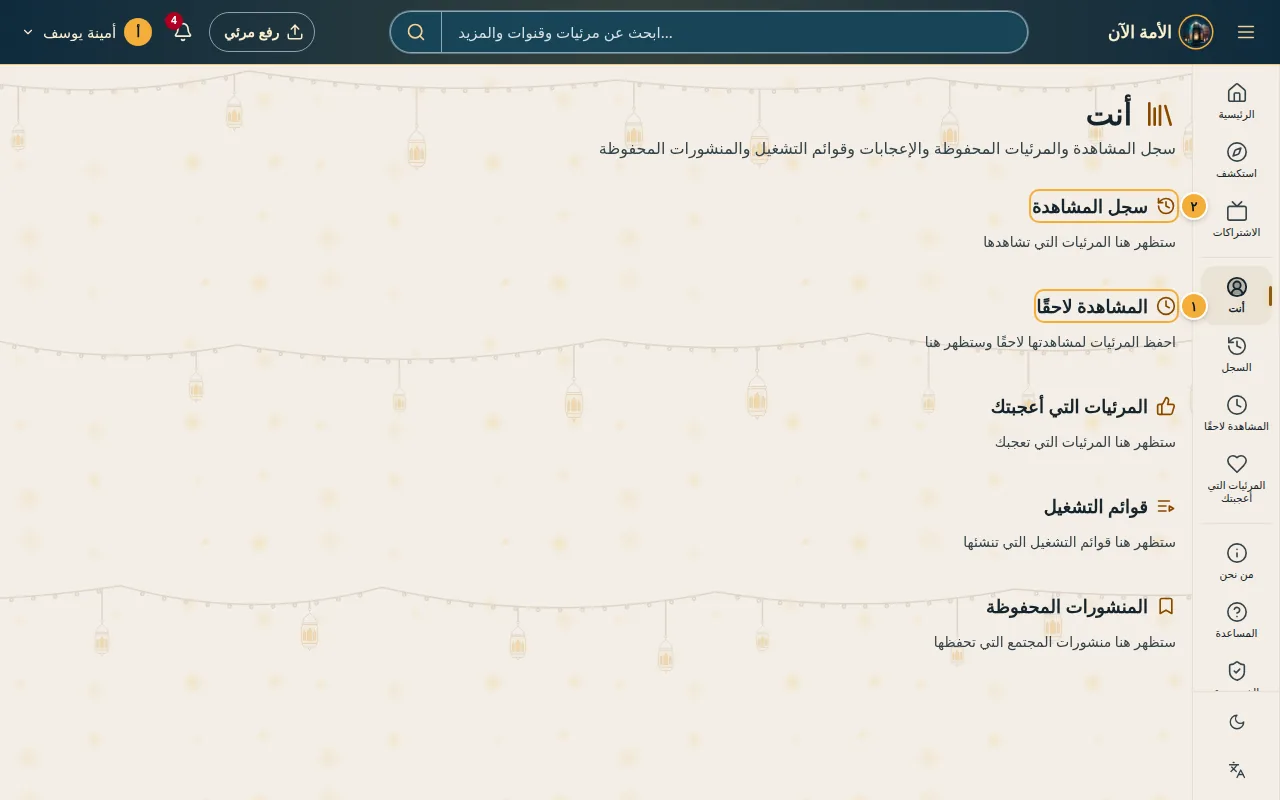 الأمة الآن
ابحث عن مرئيات وقنوات والمزيد...
رفع مرئي
4
أ
أمينة يوسف
الرئيسية
استكشف
الاشتراكات
أنت
السجل
المشاهدة لاحقًا
المرئيات التي
أعجبتك
من نحن
المساعدة
أنت
سجل المشاهدة والمرئيات المحفوظة والإعجابات وقوائم التشغيل والمنشورات المحفوظة
٢
سجل المشاهدة
ستظهر هنا المرئيات التي تشاهدها
١
المشاهدة لاحقًا
احفظ المرئيات لمشاهدتها لاحقًا وستظهر هنا
المرئيات التي أعجبتك
ستظهر هنا المرئيات التي تعجبك
قوائم التشغيل
ستظهر هنا قوائم التشغيل التي تنشئها
المنشورات المحفوظة
ستظهر هنا منشورات المجتمع التي تحفظها